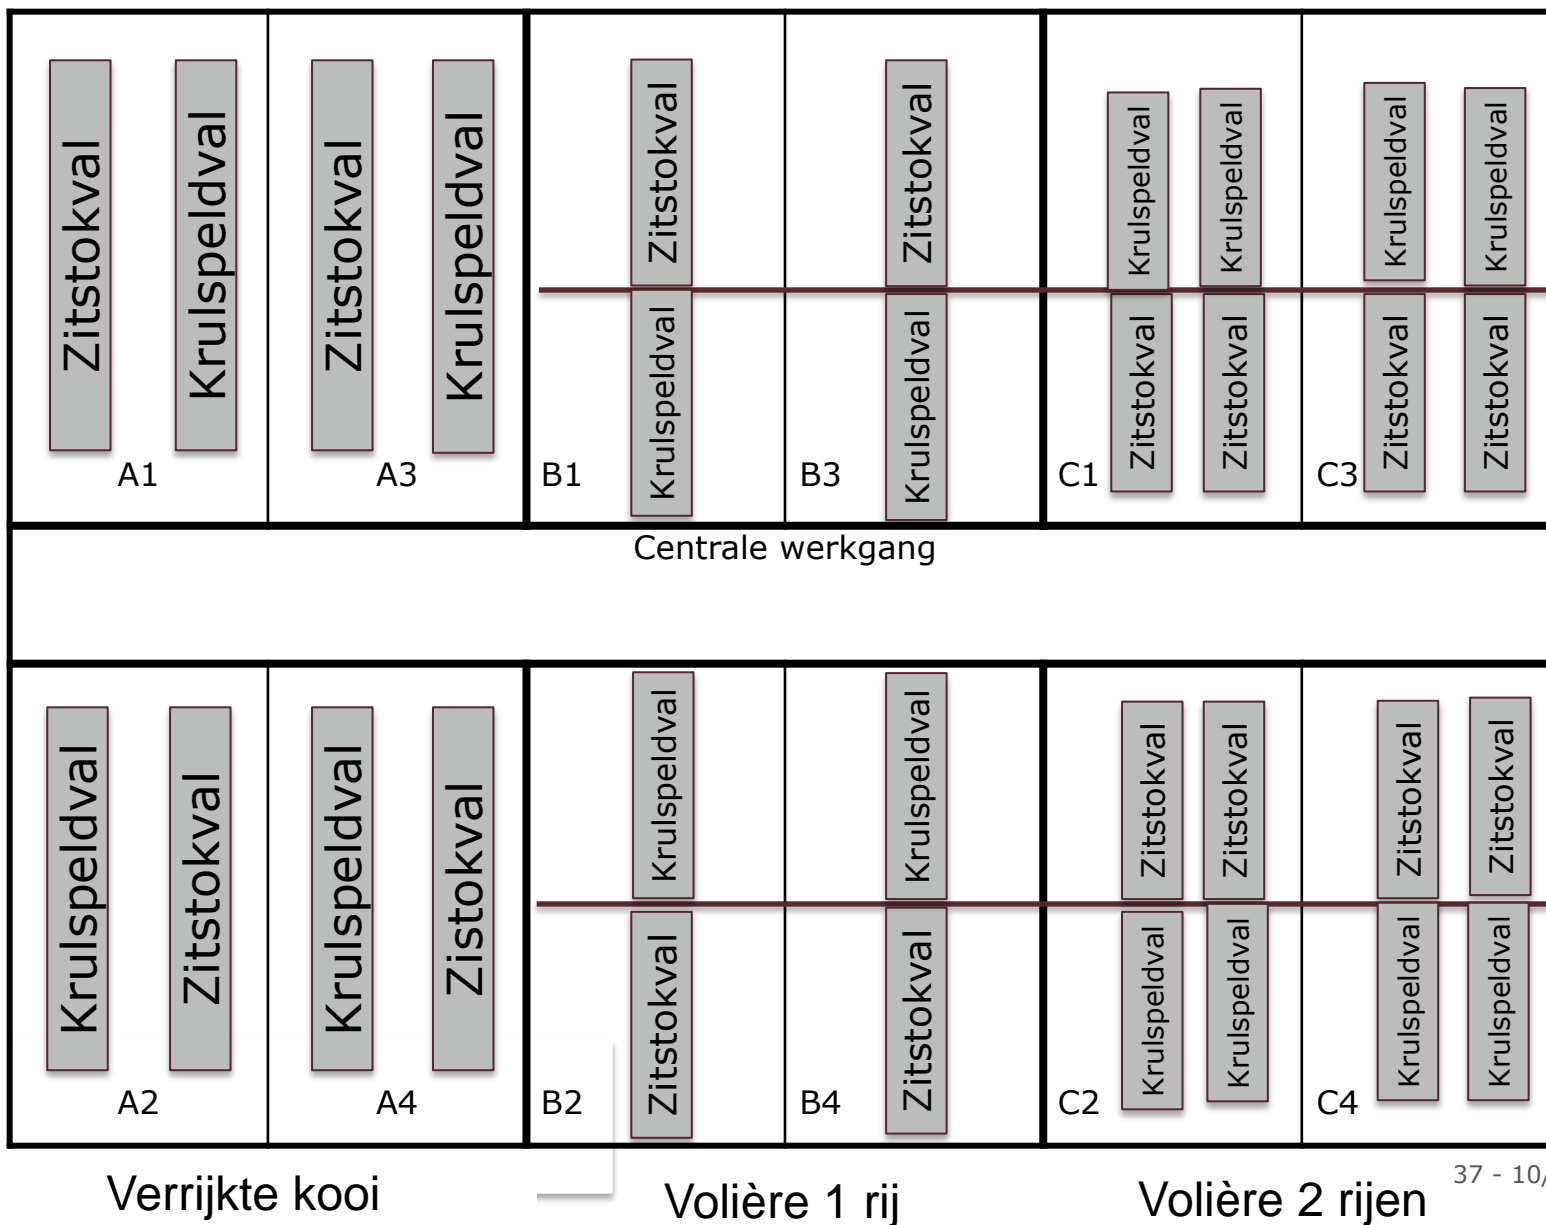 Zitstokval
Krulspeldval
A1
Zitstokval
Krulspeldval
A3
Zitstokval
Krulspeldval
B1
Zitstokval
Krulspeldval
B3
Krulspeldval
Krulspeldval
Zitstokval
Zitstokval
C1
Krulspeldval
Krulspeldval
Zitstokval
Zitstokval
C3
Centrale werkgang
Krulspeldval
Zitstokval
A2
Krulspeldval
Zistokval
A4
Krulspeldval
Zitstokval
B2
Krulspeldval
Zitstokval
B4
Zitstokval
Zitstokval
Krulspeldval
Krulspeldval
C2
Zitstokval
Zitstokval
Krulspeldval
Krulspeldval
C4
Verrijkte kooi
Volière 1 rij
Volière 2 rijen
37 - 10/